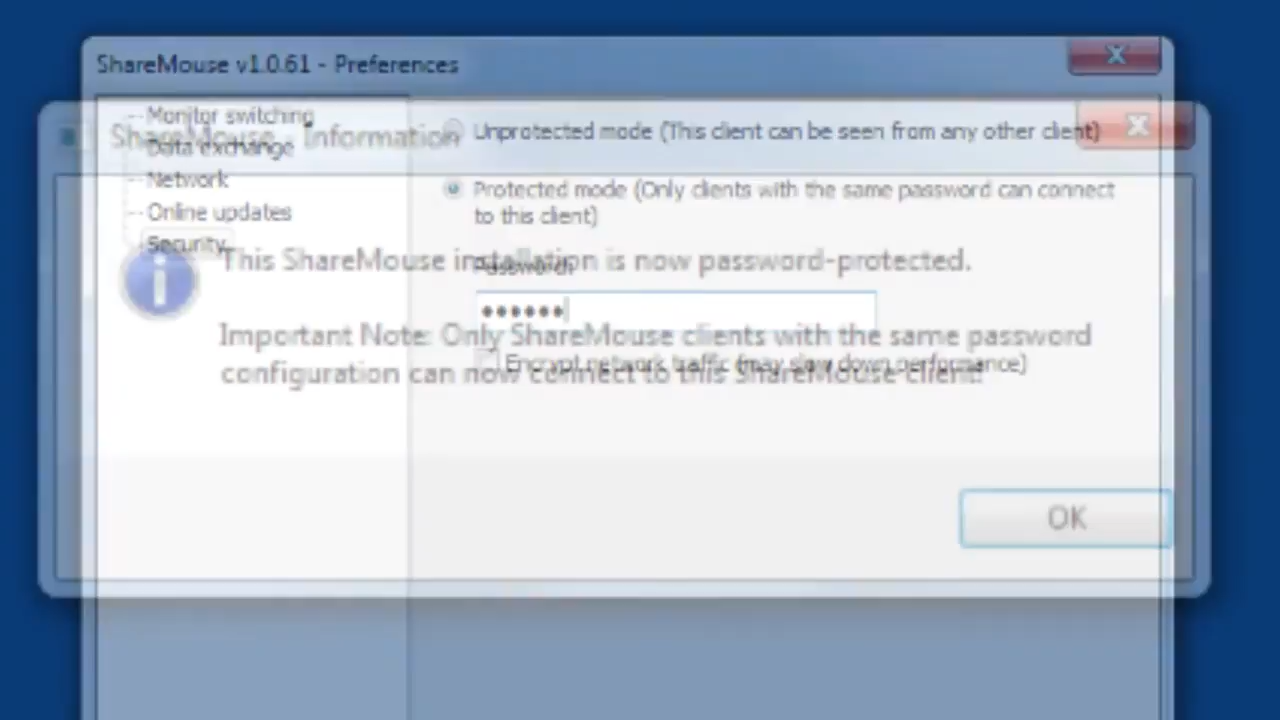 ShareMouse v1.0.61 - Preferences
Monitor switching
Data exchange
Network
Online updates
Security
Unprotected mode (This client can be seen from any other client)
Protected mode (Only clients with the same password can connect
to this client)
Password:
••••••
Encrypt network traffic (may slow down performance)
ShareMouse - Information
This ShareMouse installation is now password-protected.
Important Note: Only ShareMouse clients with the same password
configuration can now connect to this ShareMouse client!
OK